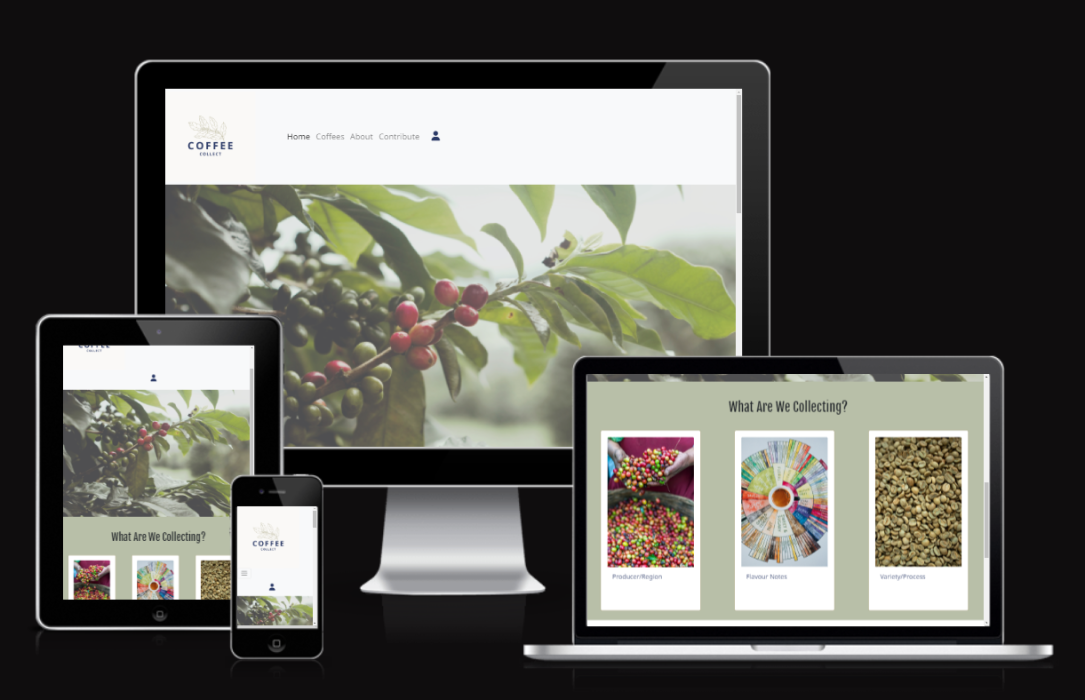 COFFEE
COLLECT
Home Coffees About Contribute
What Are We Collecting?
Producer/Region
Flavour Notes
Variety/Process
COFFEE
COLLECT
What Are We Collecting?
COFFEE
COLLECT